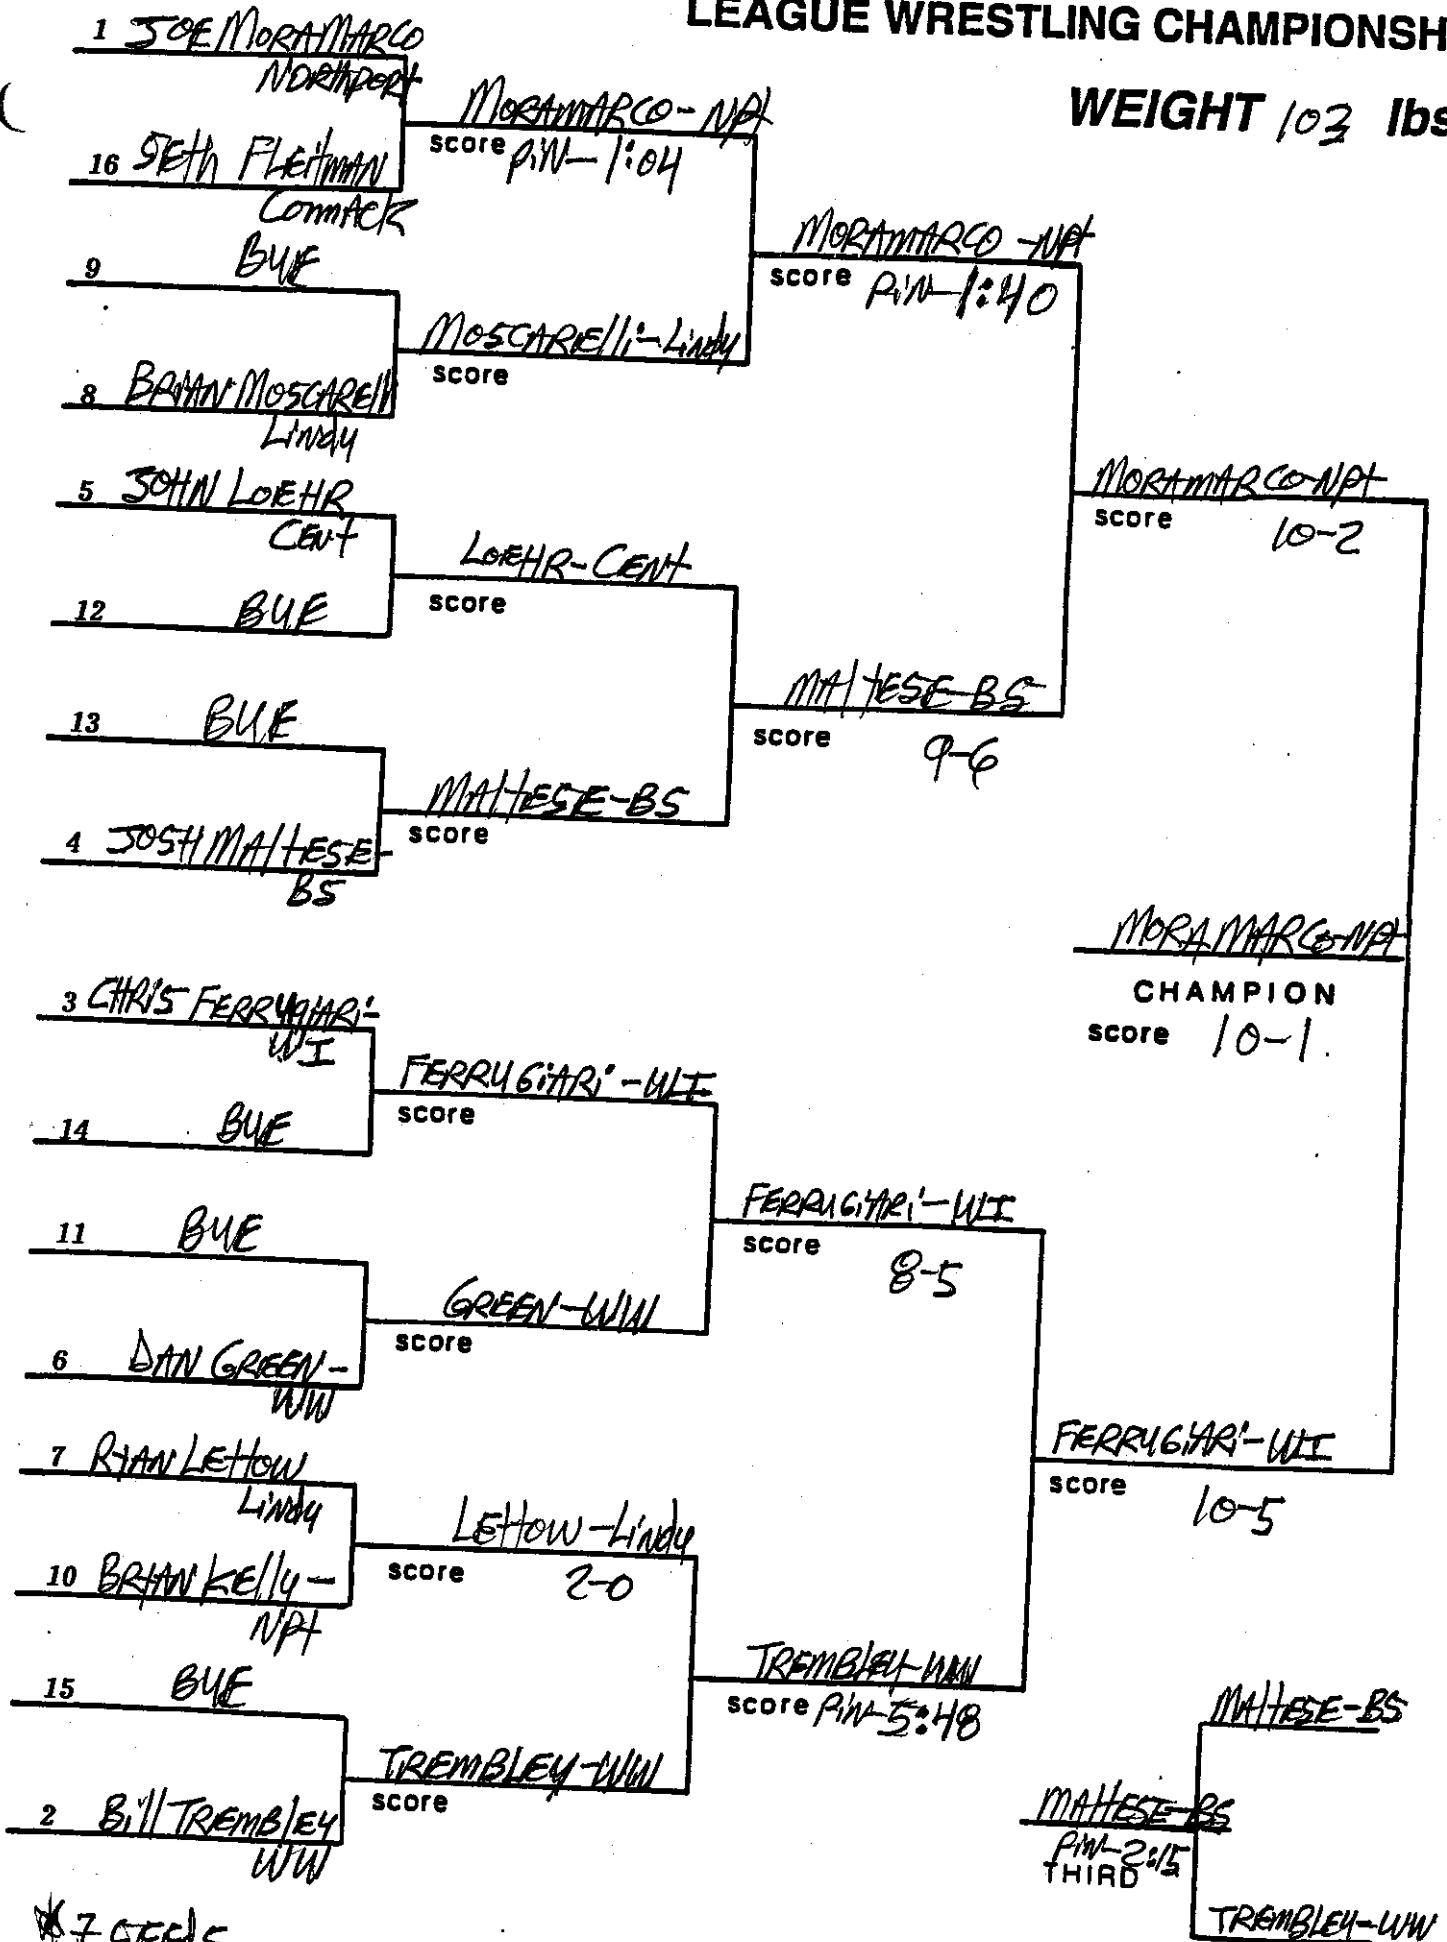 LEAGUE WRESTLING CHAMPIONSH
WEIGHT 103 lbs
1 JOE MORAMARCO
NORTHPORT
MORAMARCO-NPT
score PIN-1:04
16 SETH FLEITMAN
COMMACK
MORAMARCO-NPT
score PIN-1:40
9 BYE
MOSCARElli-Lindy
score
8 BRIAN MOSCARElli
Lindy
MORAMARCO-NPT
score 10-2
5 JOHN LOEHR
CENT
LOEHR-CENT
score
12 BYE
MALTESE-BS
score 9-6
13 BYE
MALTESE-BS
score
4 JOSH MALTESE-
BS
MORAMARCO-NPT
CHAMPION
score 10-1
3 CHRIS FERRUGIARI-
WI
FERRUGIARI-WI
score
14 BYE
FERRUGIARI-WI
score 8-5
11 BYE
GREEN-WW
score
6 DAN GREEN-
WW
FERRUGIARI-WI
score 10-5
7 RYAN LETTOW
Lindy
LETTOW-Lindy
score 2-0
10 BRIAN KELLY-
NPT
TREMBLEY-WW
score PIN-5:48
15 BYE
TREMBLEY-WW
score
2 Bill TREMBLEY
WW
MALTESE-BS
MALTESE-BS
PIN-2:15
THIRD
TREMBLEY-WW
*7 SEEDS